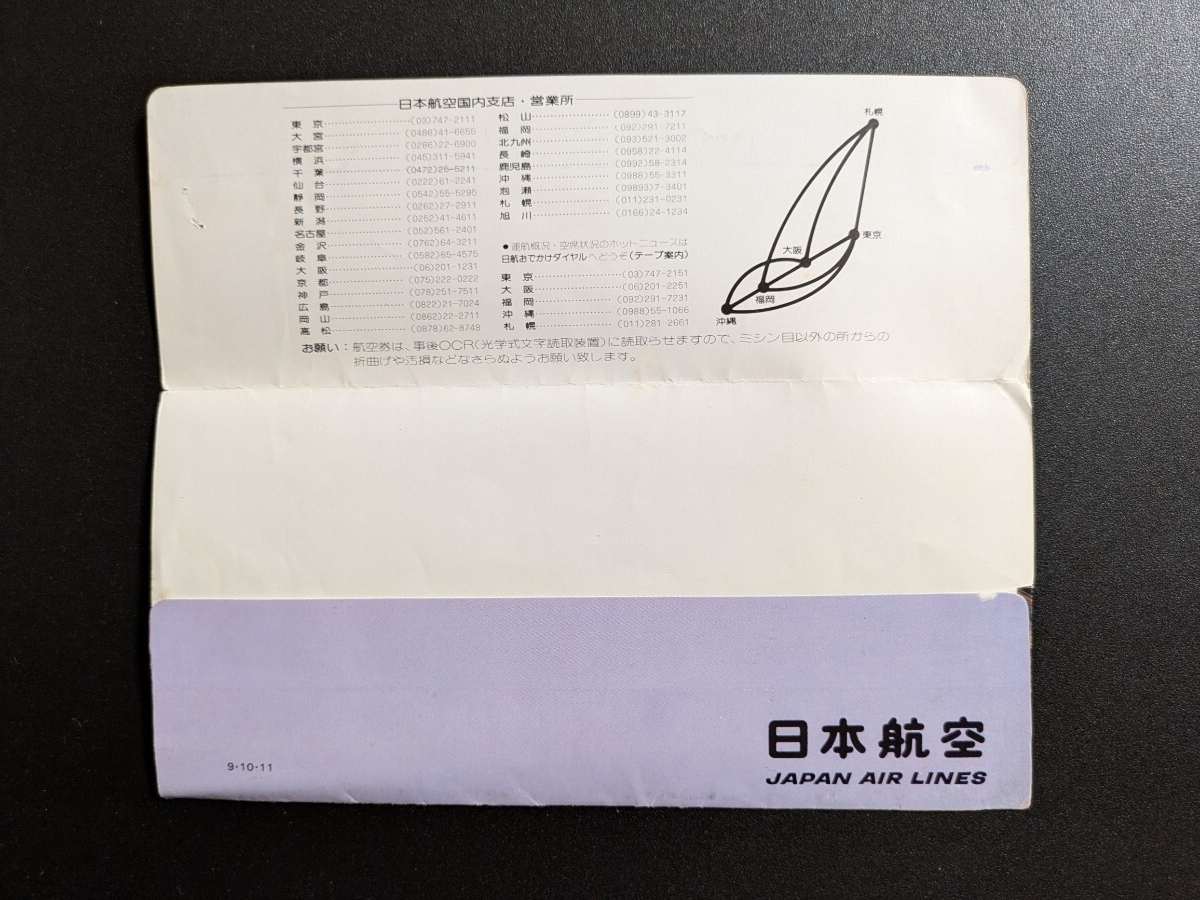 日本航空国内支店・営業所
東京……………(03)747-2111
大宮……………(0486)41-6655
宇都宮……………(0286)22-6900
横浜……………(045)311-5941
千葉……………(0472)25-5211
仙台……………(0222)61-2241
静岡……………(0542)55-5295
長野……………(0262)27-2911
新潟……………(0252)41-4611
名古屋……………(052)561-2401
金沢……………(0762)64-3211
岐阜……………(0582)65-4575
大阪……………(06)201-1231
京都……………(075)222-0222
神戸……………(078)251-7511
広島……………(0822)21-7024
岡山……………(0862)22-2711
高松……………(0878)62-8748
松山……………(0899)43-3117
福岡……………(092)291-7211
北九州……………(093)521-3002
長崎……………(0958)22-4114
鹿児島……………(0992)58-2314
沖縄……………(0988)55-3311
泡瀬……………(09893)7-3401
札幌……………(011)231-0231
旭川……………(0166)24-1234
●運航概況・空席状況のホットニュースは
日航おでかけダイヤルへどうぞ(テープ案内)
東京……………(03)747-2151
大阪……………(06)201-2251
福岡……………(092)291-7231
沖縄……………(0988)55-1066
札幌……………(011)281-2661
札幌
東京
大阪
福岡
沖縄
お願い:航空券は、事後OCR(光学式文字読取装置)に読取らせますので、ミシン目以外の所からの
折曲げや汚損などなさらぬようお願い致します。
日本航空
JAPAN AIR LINES
9・10・11